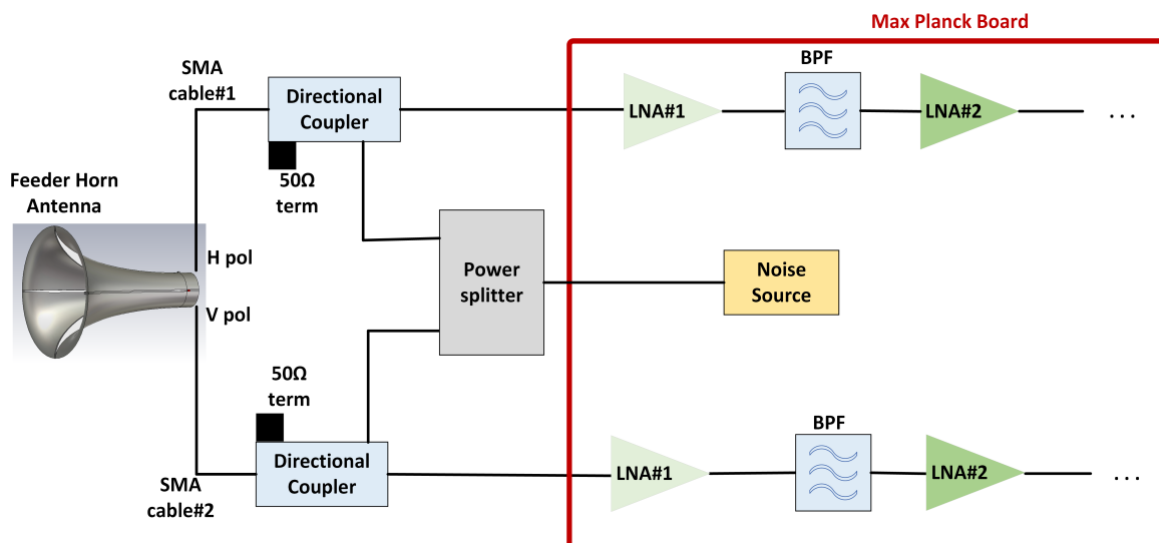 Max Planck Board
SMA
cable#1
Directional
Coupler
LNA#1
BPF
LNA#2
...
50Ω
term
Feeder Horn
Antenna
H pol
V pol
Power
splitter
Noise
Source
50Ω
term
SMA
cable#2
Directional
Coupler
LNA#1
BPF
LNA#2
...